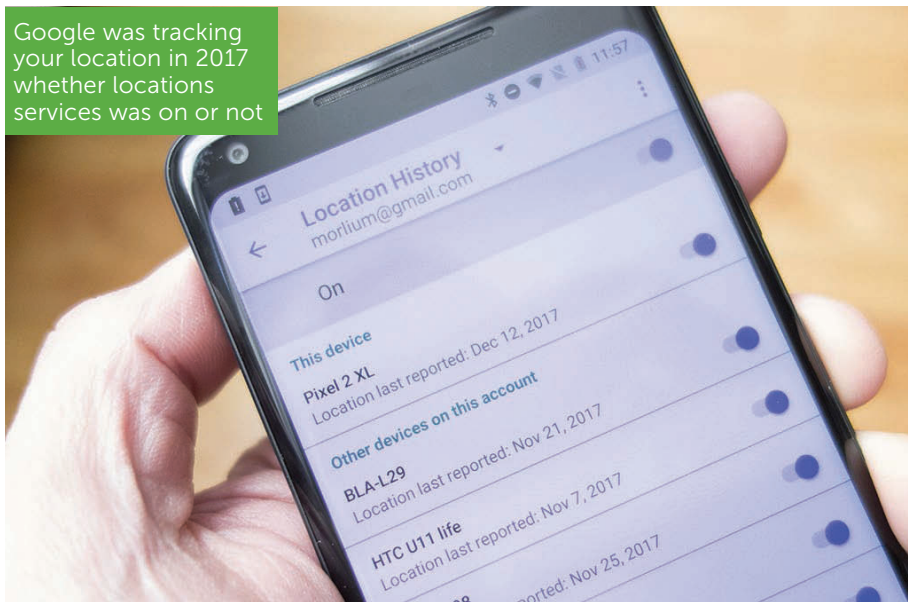 Google was tracking
your location in 2017
whether locations
services was on or not
11:57
Location History
morlium@gmail.com
On
This device
Pixel 2 XL
Location last reported: Dec 12, 2017
Other devices on this account
BLA-L29
Location last reported: Nov 21, 2017
HTC U11 life
Location last reported: Nov 7, 2017
Nov 25, 2017